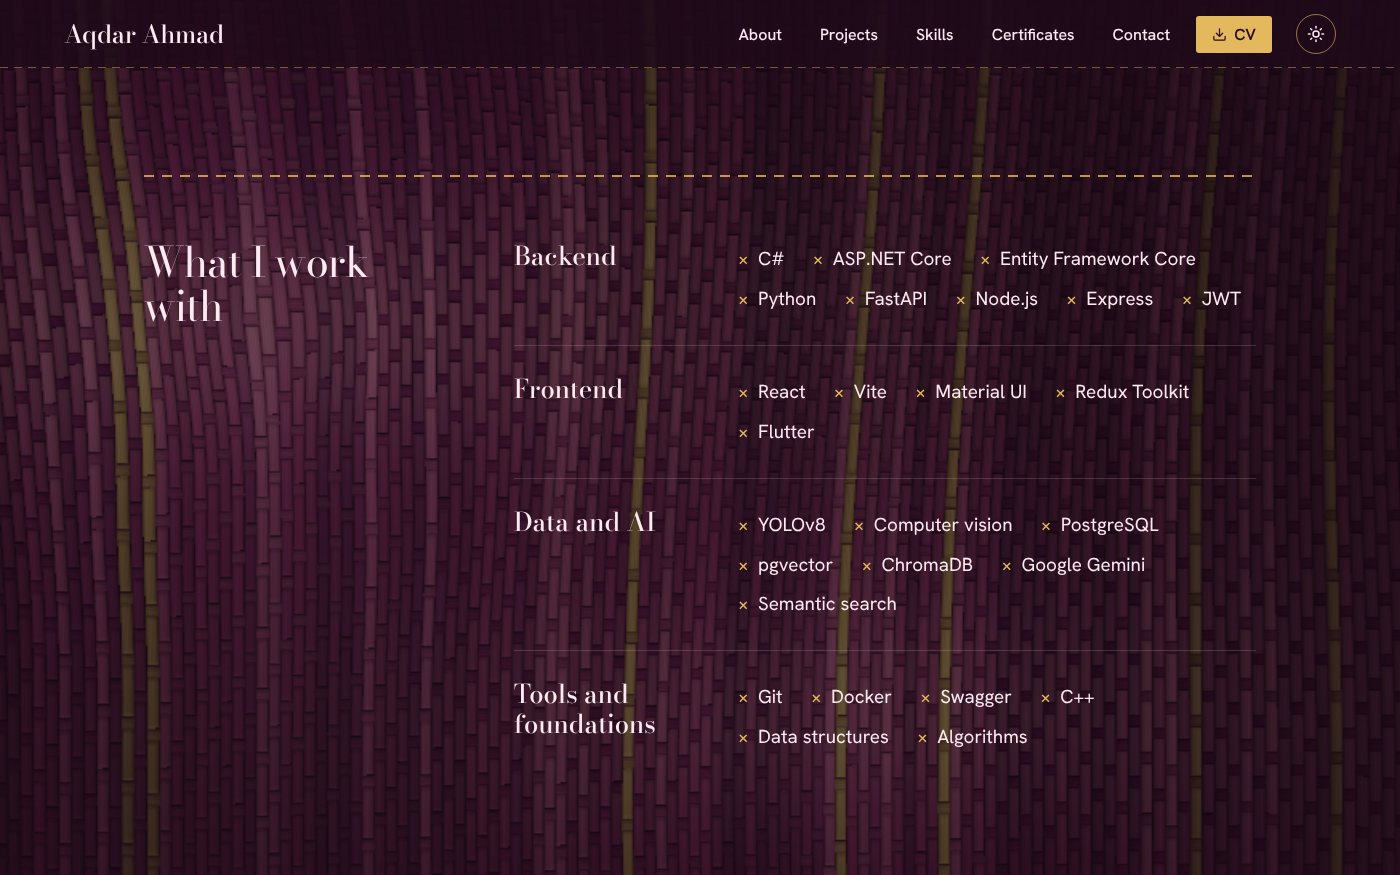 Aqdar Ahmad
About Projects Skills Certificates Contact CV
What I work
with
Backend
× C# × ASP.NET Core × Entity Framework Core
× Python × FastAPI × Node.js × Express × JWT
Frontend
× React × Vite × Material UI × Redux Toolkit
× Flutter
Data and AI
× YOLOv8 × Computer vision × PostgreSQL
× pgvector × ChromaDB × Google Gemini
× Semantic search
Tools and
foundations
× Git × Docker × Swagger × C++
× Data structures × Algorithms